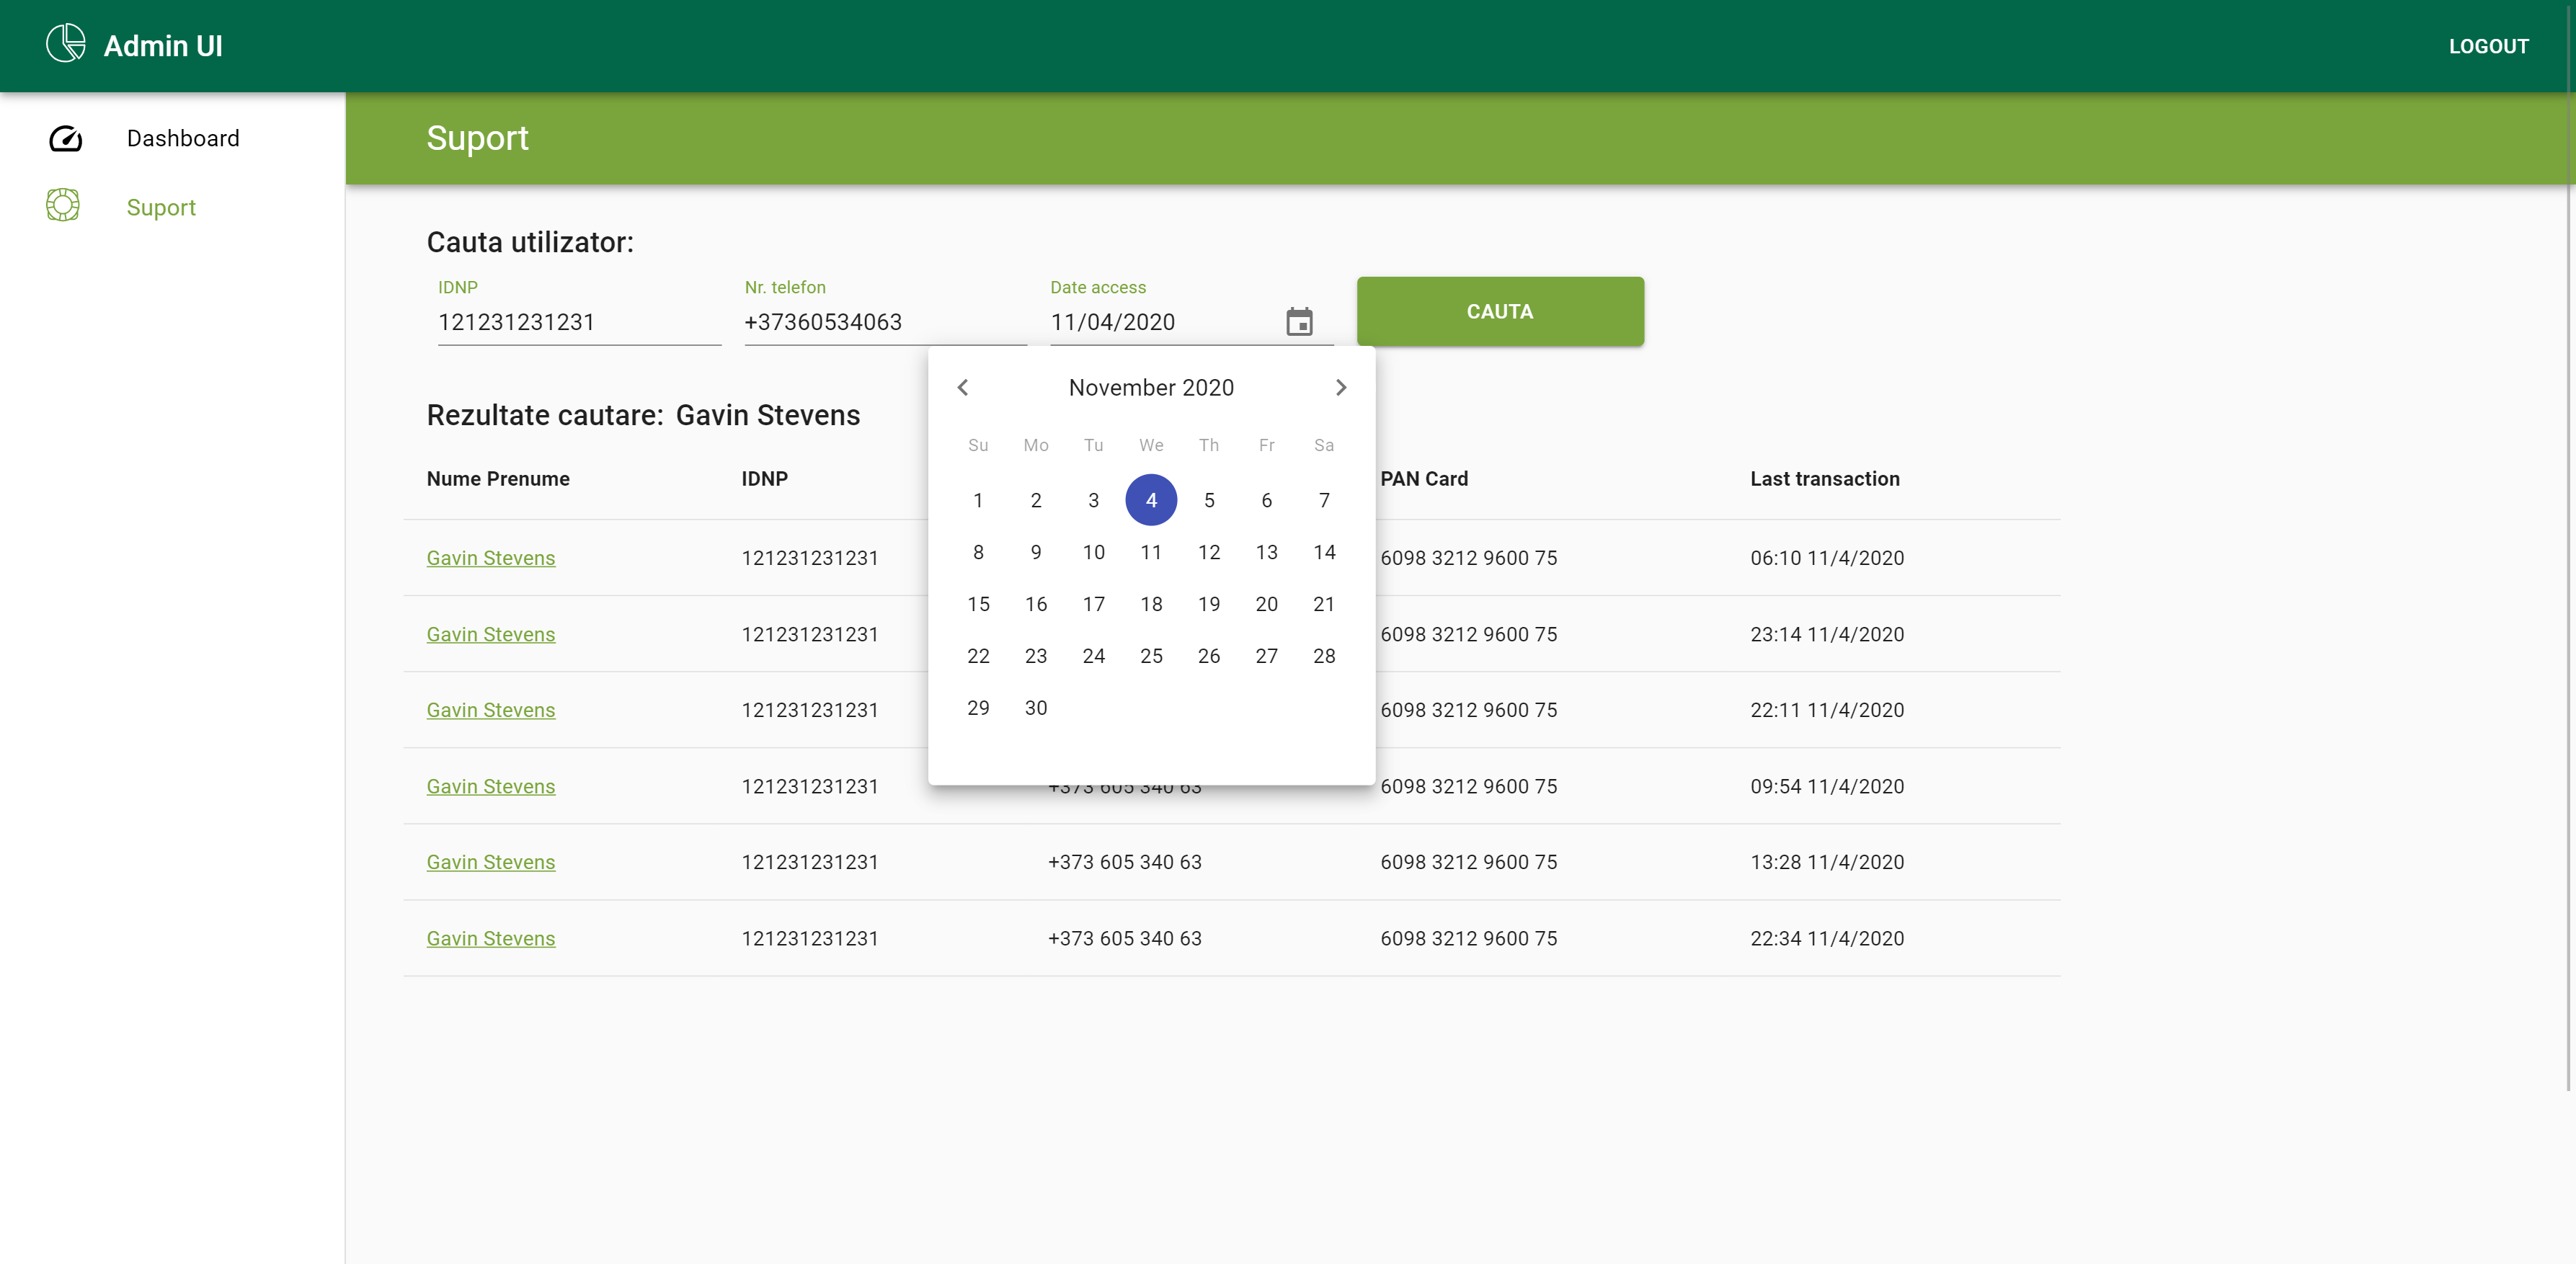 Admin UI
LOGOUT
Dashboard
Suport
Suport
Cauta utilizator:
IDNP
Nr. telefon
Date access
121231231231
+37360534063
11/04/2020
CAUTA
November 2020
Su Mo Tu We Th Fr Sa
1 2 3 4 5 6 7
8 9 10 11 12 13 14
15 16 17 18 19 20 21
22 23 24 25 26 27 28
29 30
Rezultate cautare: Gavin Stevens
Nume Prenume IDNP PAN Card Last transaction
Gavin Stevens 121231231231 6098 3212 9600 75 06:10 11/4/2020
Gavin Stevens 121231231231 6098 3212 9600 75 23:14 11/4/2020
Gavin Stevens 121231231231 6098 3212 9600 75 22:11 11/4/2020
Gavin Stevens 121231231231 +373 605 340 63 6098 3212 9600 75 09:54 11/4/2020
Gavin Stevens 121231231231 +373 605 340 63 6098 3212 9600 75 13:28 11/4/2020
Gavin Stevens 121231231231 +373 605 340 63 6098 3212 9600 75 22:34 11/4/2020